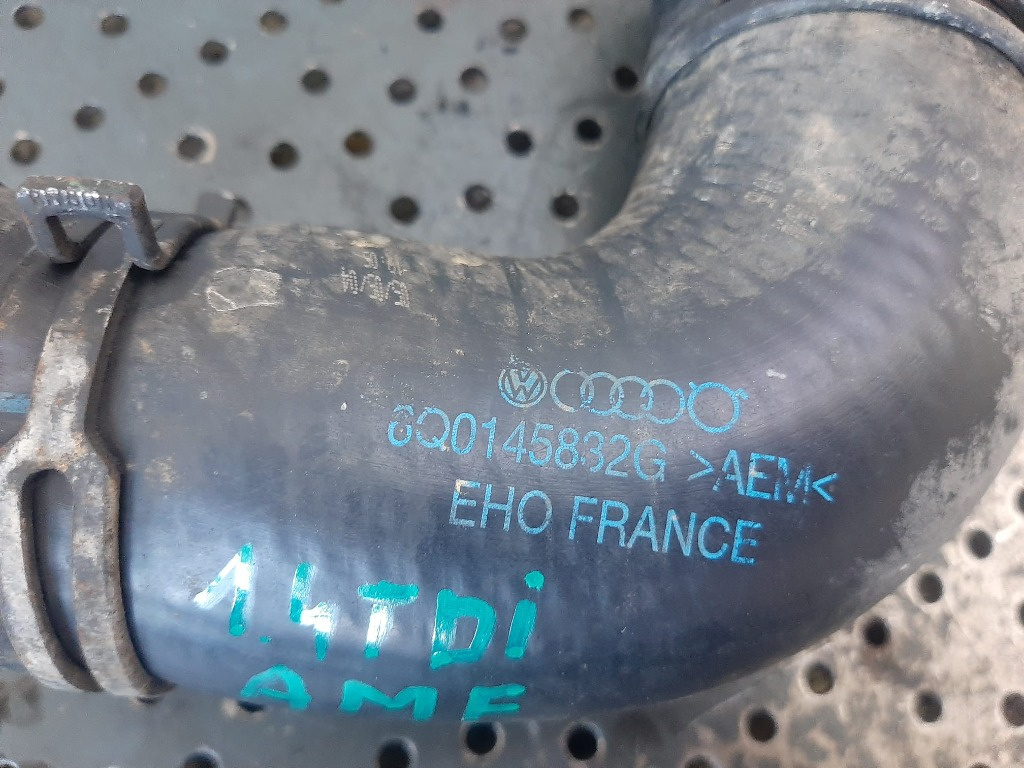 6Q0145832G >AEM<
EHO FRANCE
1.4TDI
AMF